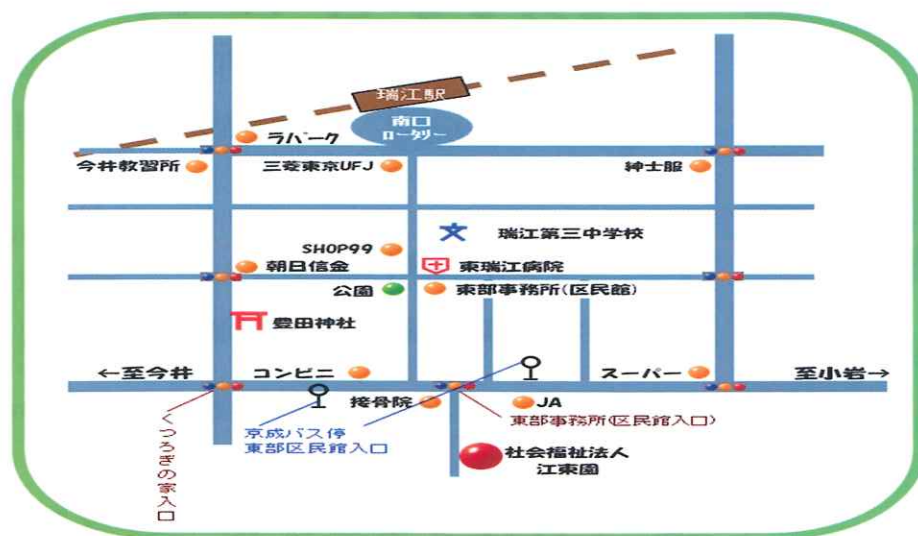 瑞江駅
南口
ロータリー
ラパーク
今井教習所
三菱東京UFJ
紳士服
瑞江第三中学校
SHOP99
朝日信金
東瑞江病院
公園
東部事務所(区民館)
豊田神社
←至今井
コンビニ
スーパー
至小岩→
接骨院
JA
東部事務所(区民館入口)
京成バス停
東部区民館入口
社会福祉法人
江東園
くつろぎの家入口